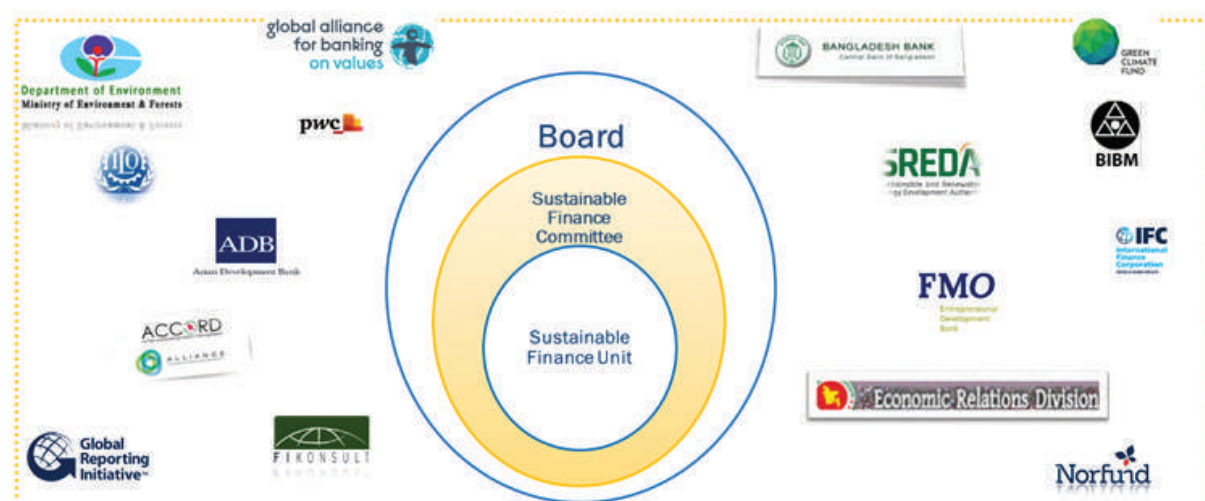 global alliance
for banking
on values
Department of Environment
Ministry of Environment & Forests
pwc
ILO
ADB
Asian Development Bank
ACCORD
ALLIANCE
Global
Reporting
Initiative
FIKONSULT
Board
Sustainable
Finance
Committee
Sustainable
Finance Unit
BANGLADESH BANK
Central Bank of Bangladesh
GREEN
CLIMATE
FUND
SREDA
BIBM
IFC
International
Finance
Corporation
FMO
Entrepreneurial
Development
Bank
Economic Relations Division
Norfund